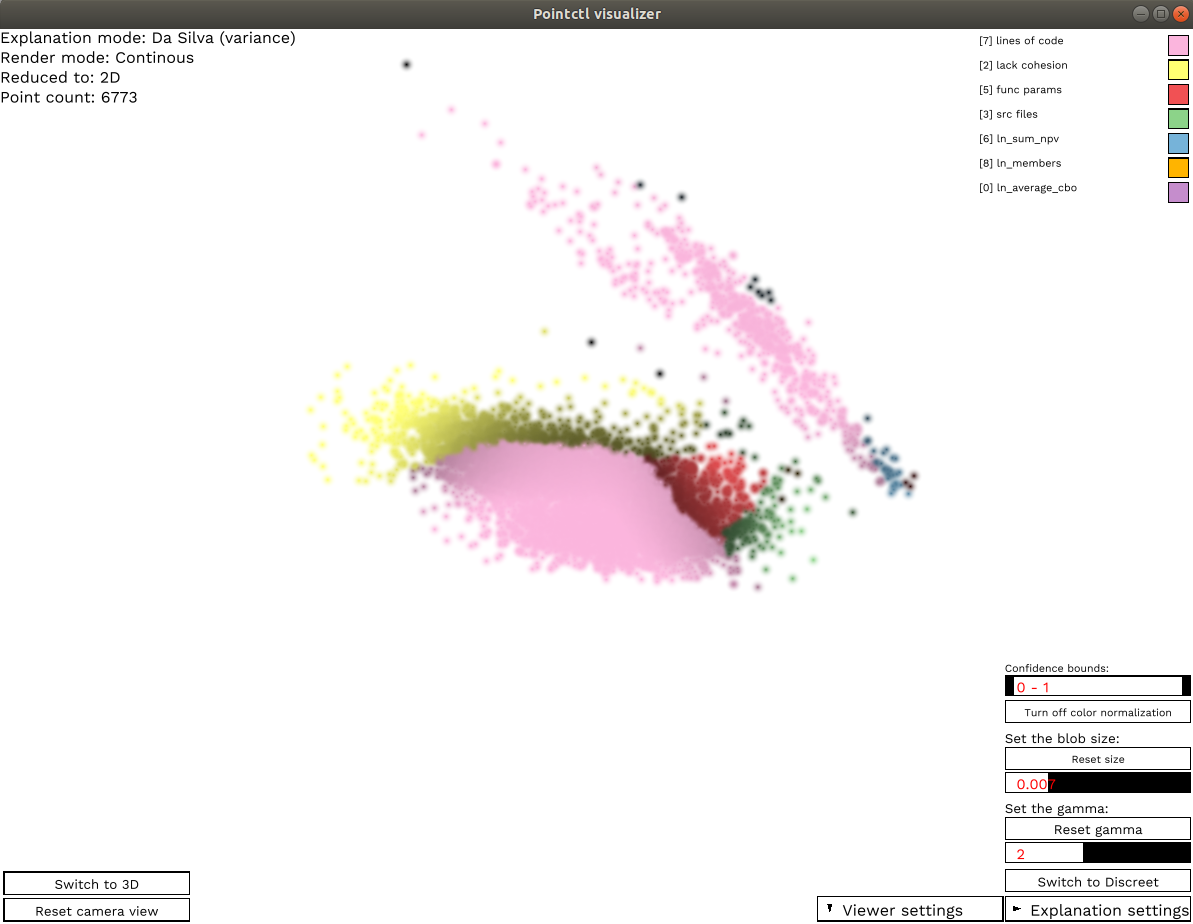 Pointctl visualizer
Explanation mode: Da Silva (variance)
Render mode: Continous
Reduced to: 2D
Point count: 6773
[7] lines of code
[2] lack cohesion
[5] func params
[3] src files
[6] ln_sum_npv
[8] ln_members
[0] ln_average_cbo
Confidence bounds:
0 - 1
Turn off color normalization
Set the blob size:
Reset size
0.007
Set the gamma:
Reset gamma
2
Switch to Discreet
Switch to 3D
Reset camera view
Viewer settings
Explanation settings